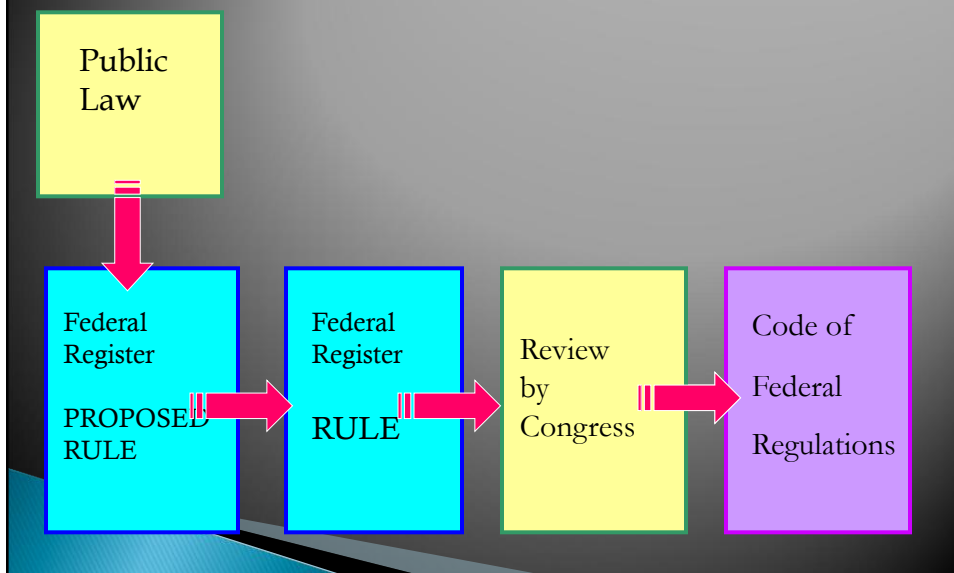 Public
Law
Federal
Register
PROPOSED
RULE
Federal
Register
RULE
Review
by
Congress
Code of
Federal
Regulations